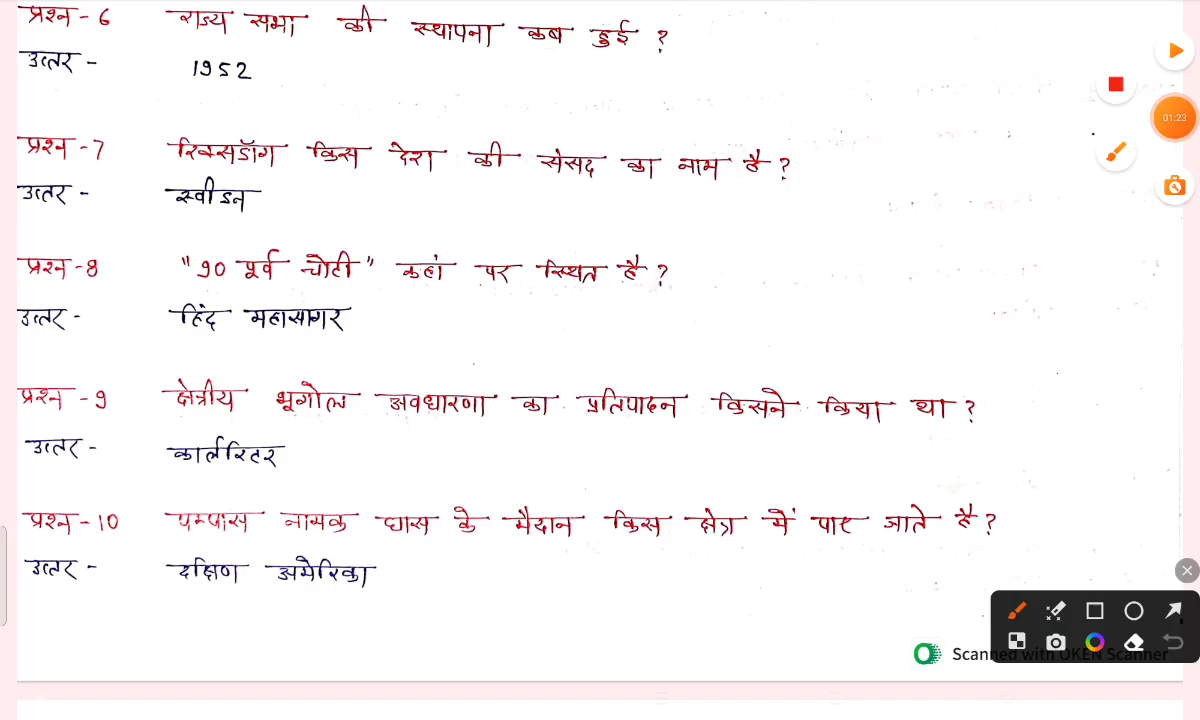 प्रश्न-6 राज्य सभा की स्थापना कब हुई ?
उत्तर - 1952
01:23
प्रश्न-7 रिक्सडॉग किस देश की संसद का नाम है ?
उत्तर - स्वीडन
प्रश्न-8 "90 पूर्व चोटी" कहां पर स्थित है ?
उत्तर - हिंद महासागर
प्रश्न-9 क्षेत्रीय भूगोल अवधारणा का प्रतिपादन किसने किया था ?
उत्तर - कार्लरिटर
प्रश्न-10 पम्पास नामक घास के मैदान किस क्षेत्र में पाए जाते है ?
उत्तर - दक्षिण अमेरिका
Scanned with OKEN Scanner